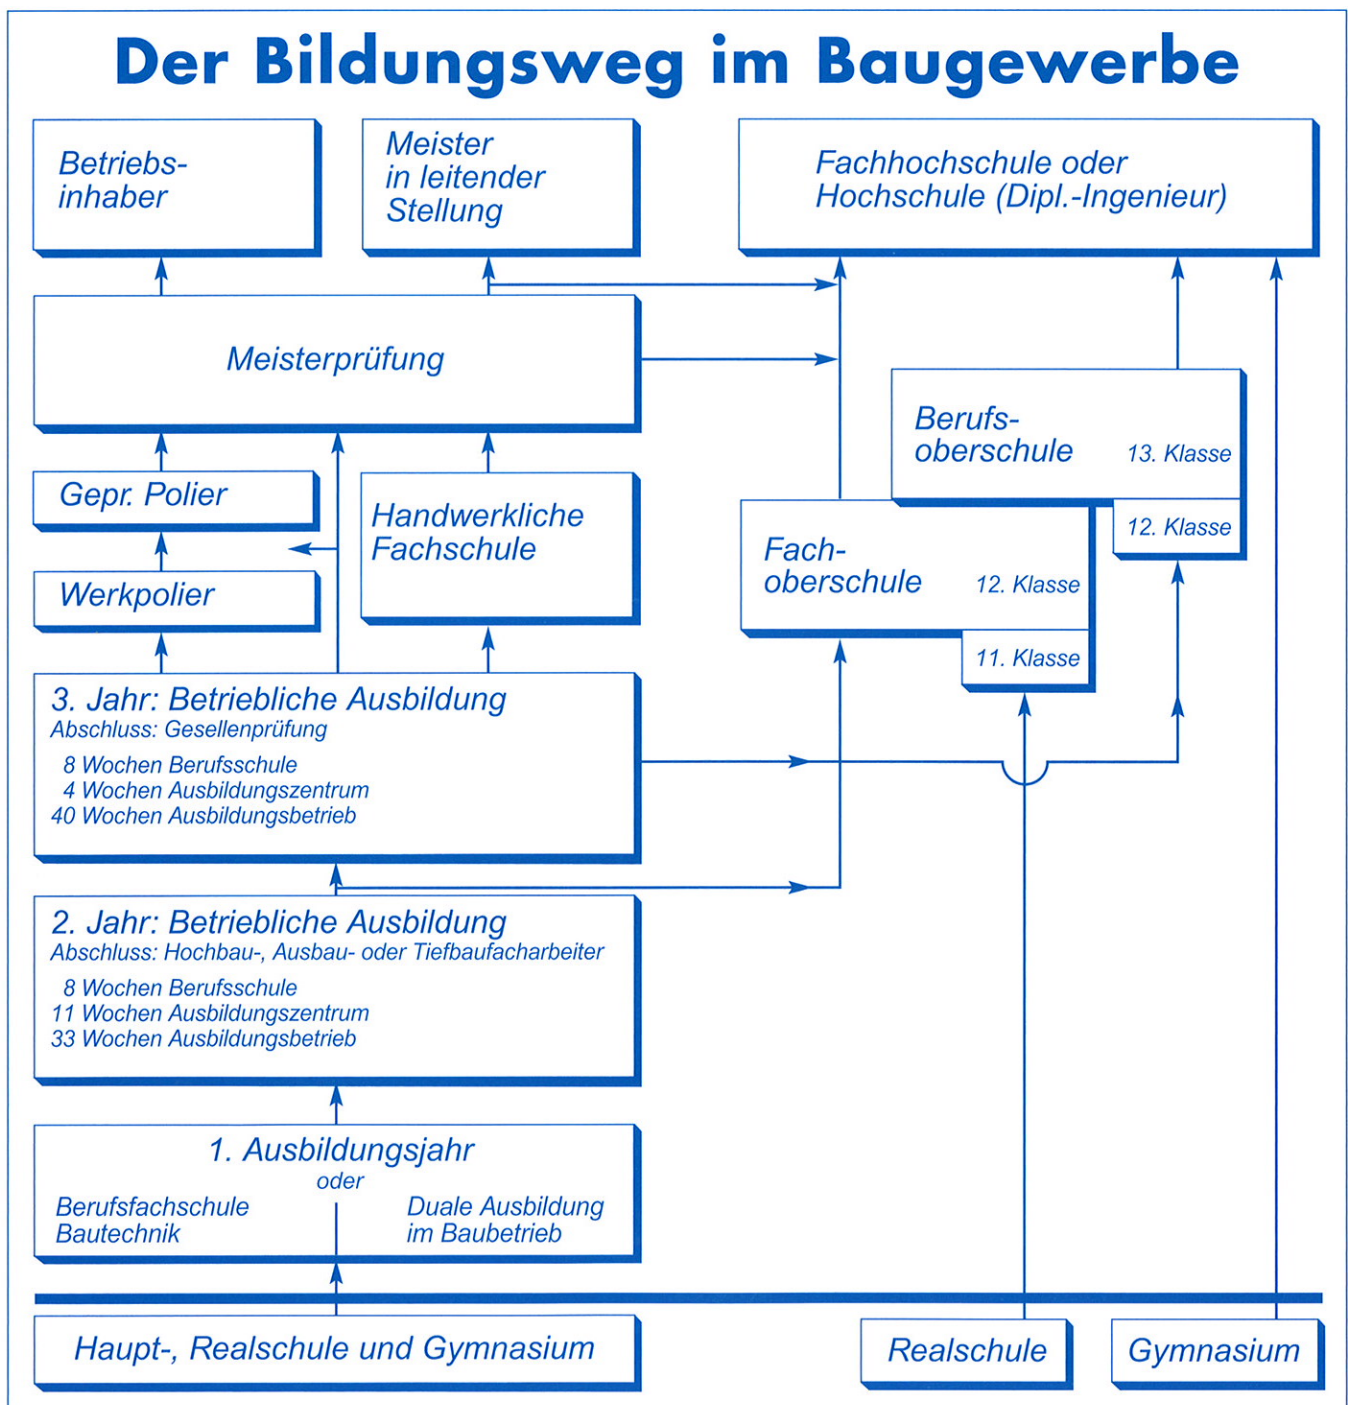 Der Bildungsweg im Baugewerbe
Betriebs-
inhaber
Meister
in leitender
Stellung
Fachhochschule oder
Hochschule (Dipl.-Ingenieur)
Meisterprüfung
Berufs-
oberschule
13. Klasse
12. Klasse
Gepr. Polier
Handwerkliche
Fachschule
Werkpolier
Fach-
oberschule
12. Klasse
11. Klasse
3. Jahr: Betriebliche Ausbildung
Abschluss: Gesellenprüfung
8 Wochen Berufsschule
4 Wochen Ausbildungszentrum
40 Wochen Ausbildungsbetrieb
2. Jahr: Betriebliche Ausbildung
Abschluss: Hochbau-, Ausbau- oder Tiefbaufacharbeiter
8 Wochen Berufsschule
11 Wochen Ausbildungszentrum
33 Wochen Ausbildungsbetrieb
1. Ausbildungsjahr
oder
Berufsfachschule
Bautechnik
Duale Ausbildung
im Baubetrieb
Haupt-, Realschule und Gymnasium
Realschule
Gymnasium